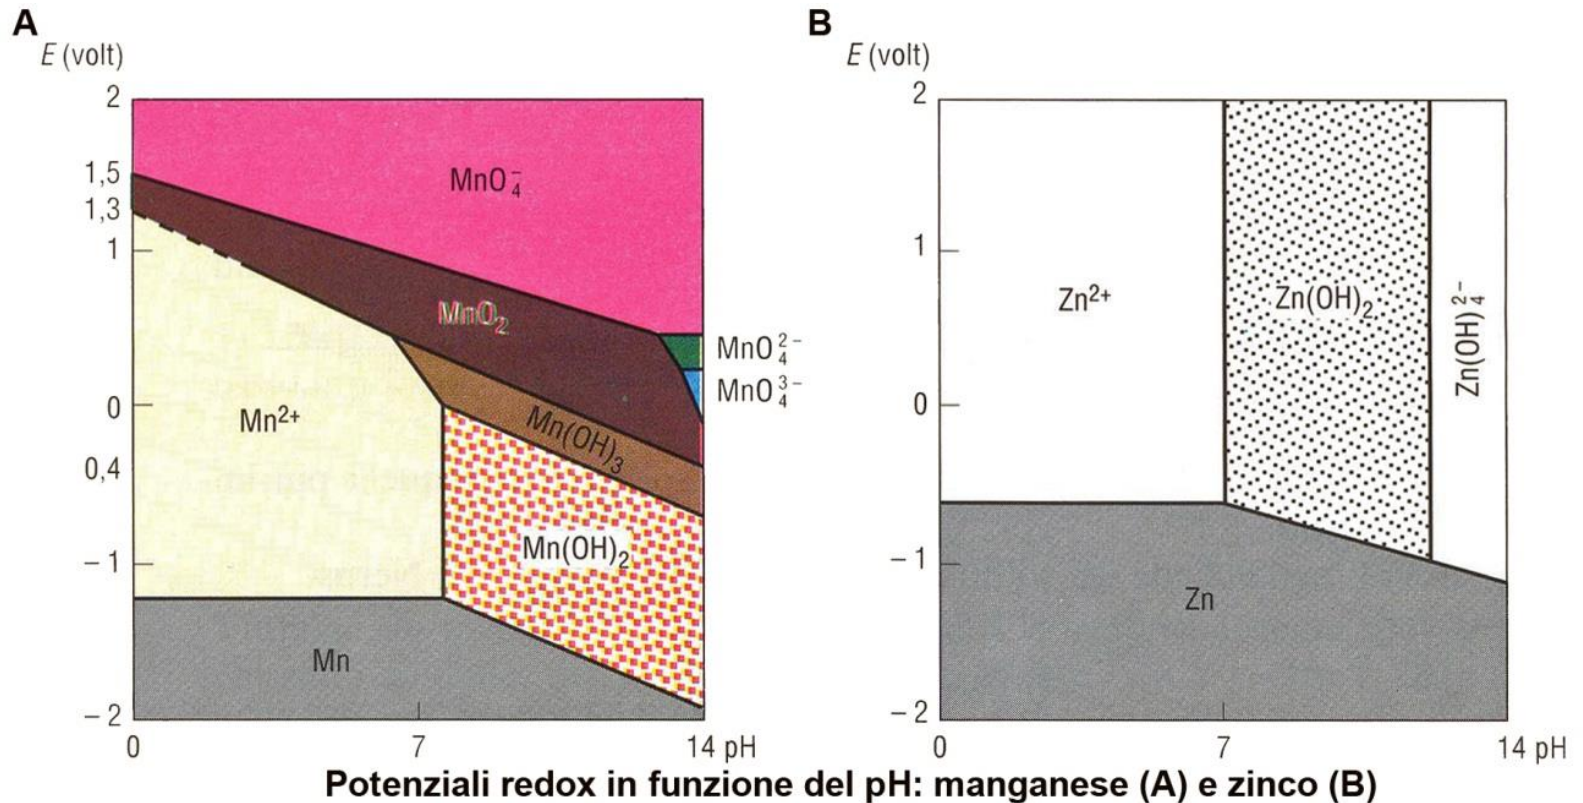 A
E (volt)
2
1,5
1,3
1
0
0,4
– 1
– 2
0
7
14 pH
MnO₄⁻
MnO₂
MnO₄²⁻
MnO₄³⁻
Mn²⁺
Mn(OH)₃
Mn(OH)₂
Mn
B
E (volt)
2
1
0
– 1
– 2
0
7
14 pH
Zn²⁺
Zn(OH)₂
Zn(OH)₄²⁻
Zn
Potenziali redox in funzione del pH: manganese (A) e zinco (B)